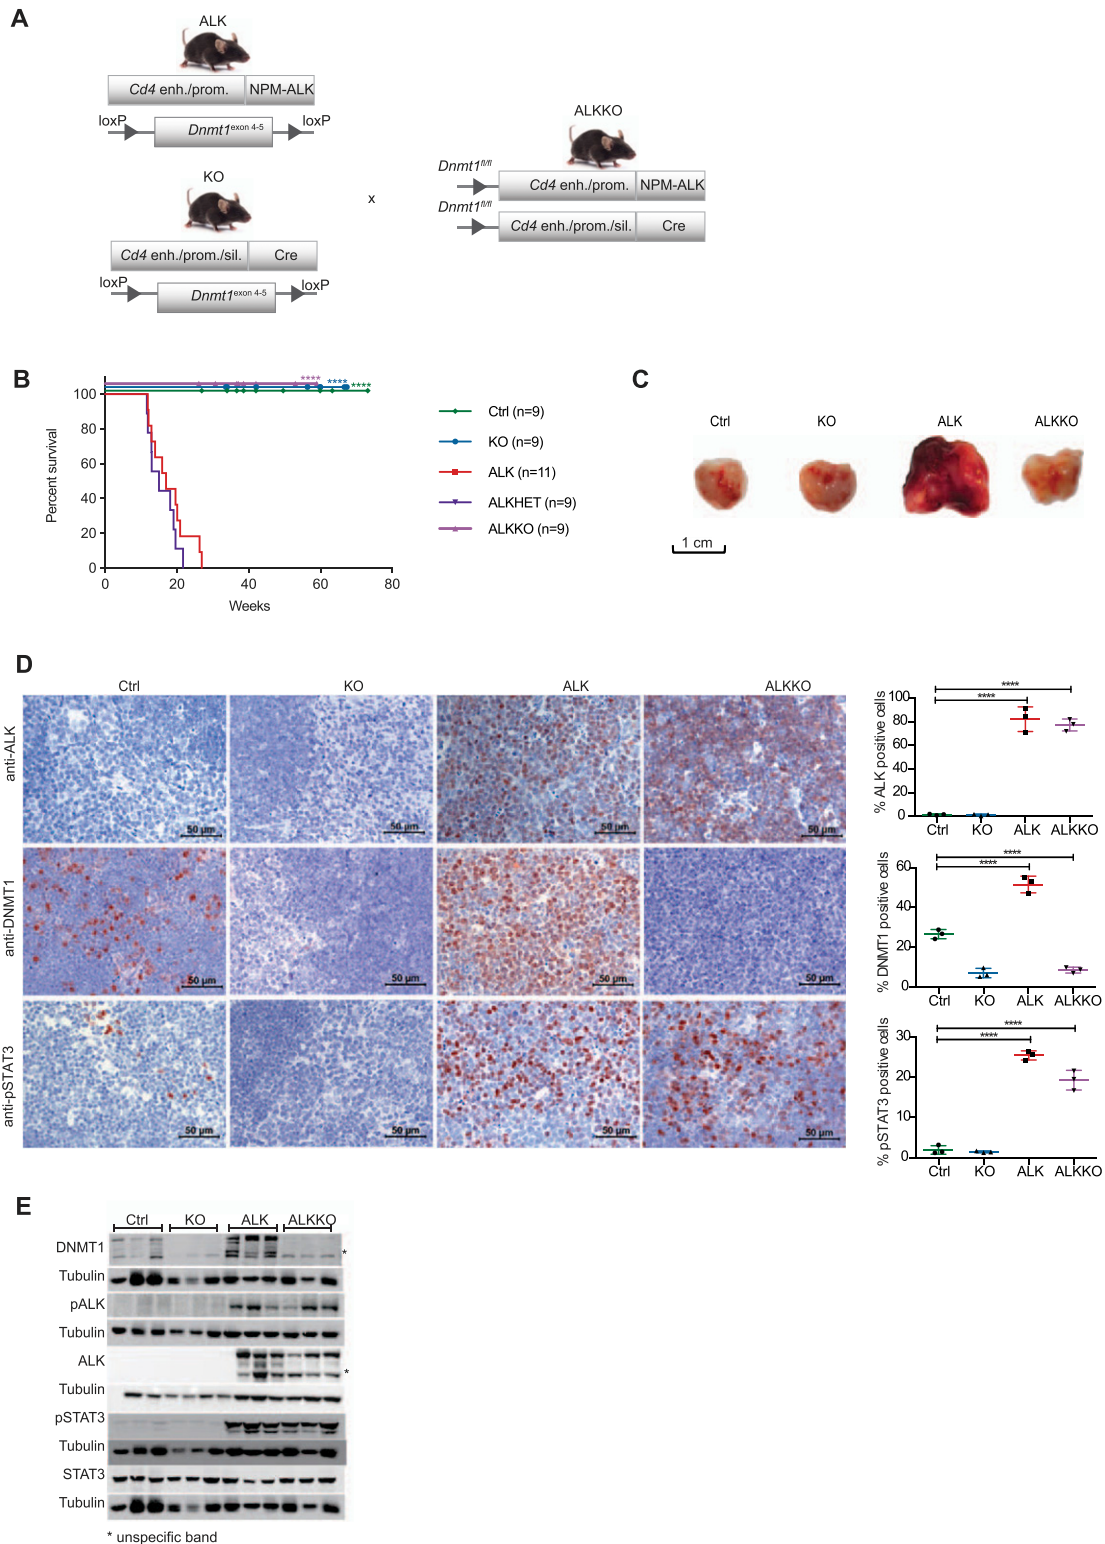 A
ALK
Cd4 enh./prom. NPM-ALK
loxP Dnmt1exon 4-5 loxP
KO
Cd4 enh./prom./sil. Cre
loxP Dnmt1exon 4-5 loxP
x
ALKKO
Dnmt1fl/fl
Cd4 enh./prom. NPM-ALK
Dnmt1fl/fl
Cd4 enh./prom./sil. Cre
B
**** **** ****
Percent survival
100
80
60
40
20
0
0 20 40 60 80
Weeks
Ctrl (n=9)
KO (n=9)
ALK (n=11)
ALKHET (n=9)
ALKKO (n=9)
C
Ctrl KO ALK ALKKO
1 cm
D
Ctrl KO ALK ALKKO
anti-ALK
50 µm 50 µm 50 µm 50 µm
anti-DNMT1
50 µm 50 µm 50 µm 50 µm
anti-pSTAT3
50 µm 50 µm 50 µm 50 µm
% ALK positive cells
****
****
100
80
60
40
20
0
Ctrl KO ALK ALKKO
% DNMT1 positive cells
****
****
60
40
20
0
Ctrl KO ALK ALKKO
% pSTAT3 positive cells
****
****
30
20
10
0
Ctrl KO ALK ALKKO
E
Ctrl KO ALK ALKKO
DNMT1 *
Tubulin
pALK
Tubulin
ALK *
Tubulin
pSTAT3
Tubulin
STAT3
Tubulin
* unspecific band